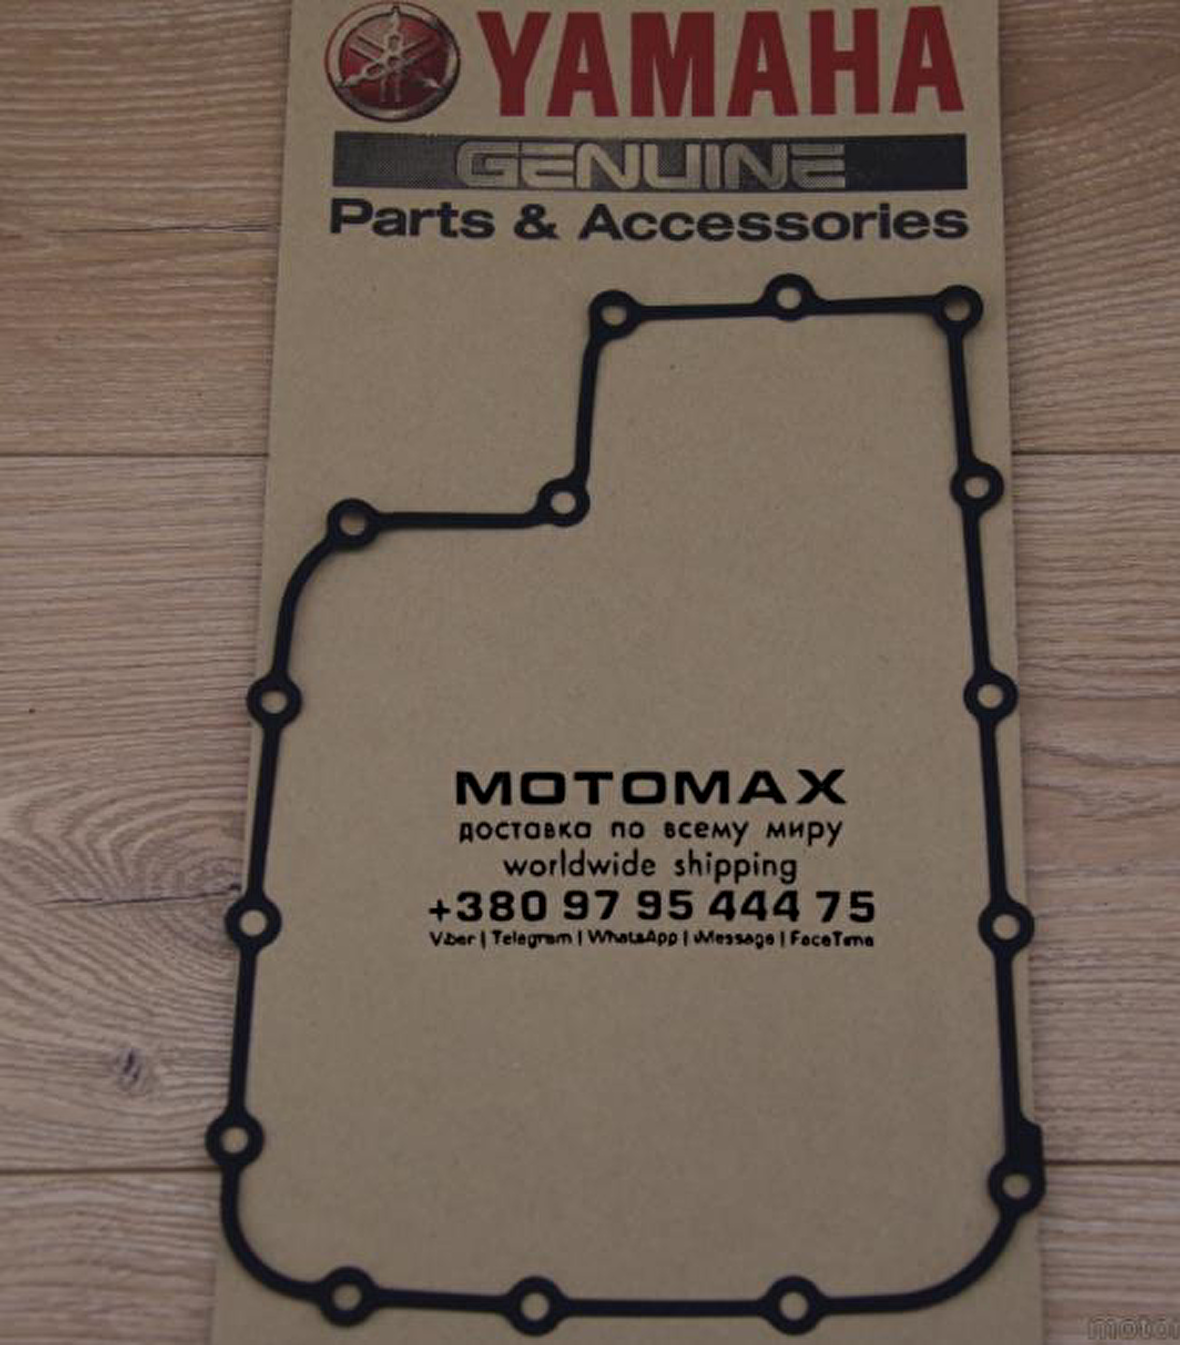 YAMAHA
GENUINE
Parts & Accessories
MOTOMAX
доставка по всему миру
worldwide shipping
+380 97 95 444 75
Viber | Telegram | WhatsApp | iMessage | FaceTime